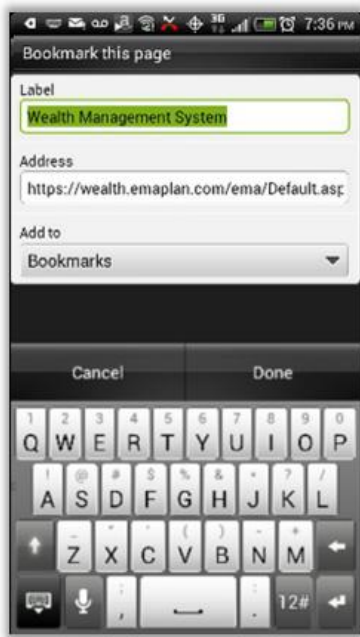 3G 7:36 PM
Bookmark this page
Label
Wealth Management System
Address
https://wealth.emaplan.com/ema/Default.asp
Add to
Bookmarks
Cancel Done
1 2 3 4 5 6 7 8 9 0
Q W E R T Y U I O P
! @ # $ % & * ? /
A S D F G H J K L
_ " ' ( ) - +
Z X C V B N M
, . 12#